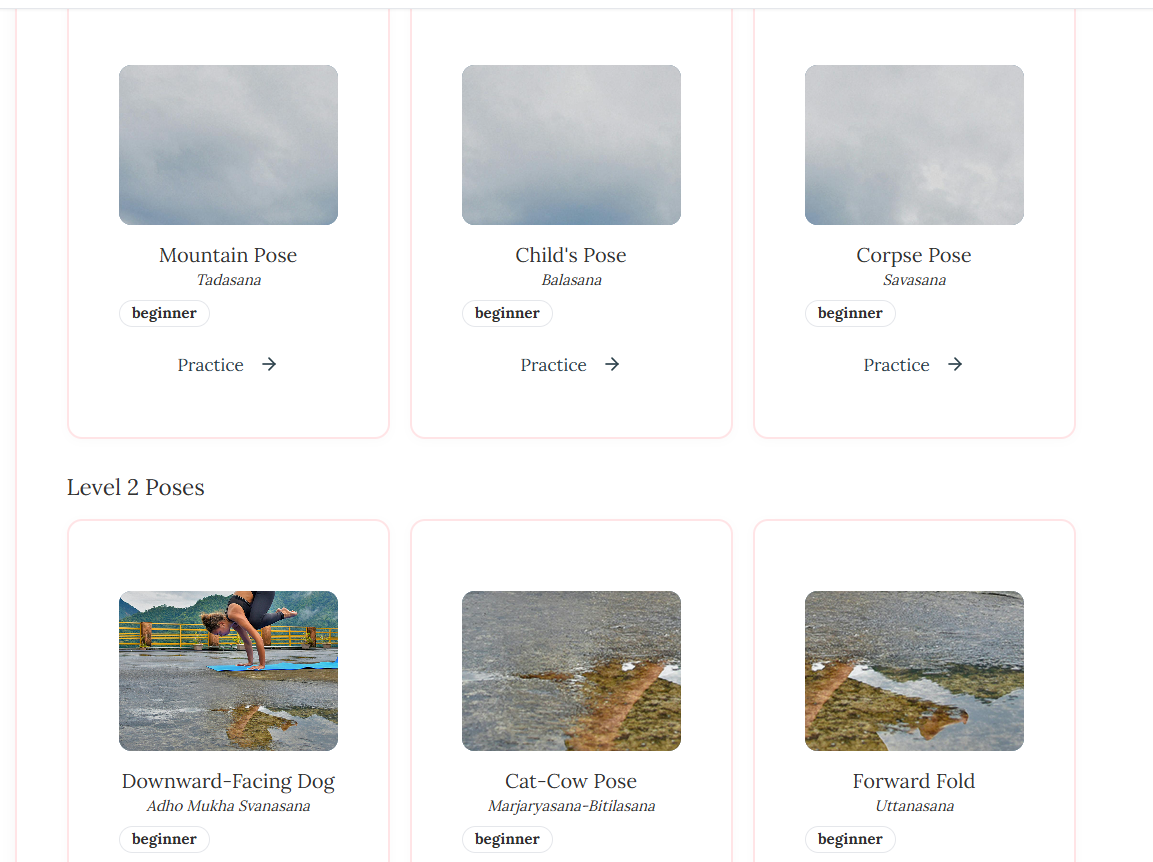 Mountain Pose
Tadasana
beginner
Practice
Child's Pose
Balasana
beginner
Practice
Corpse Pose
Savasana
beginner
Practice
Level 2 Poses
Downward-Facing Dog
Adho Mukha Svanasana
beginner
Cat-Cow Pose
Marjaryasana-Bitilasana
beginner
Forward Fold
Uttanasana
beginner